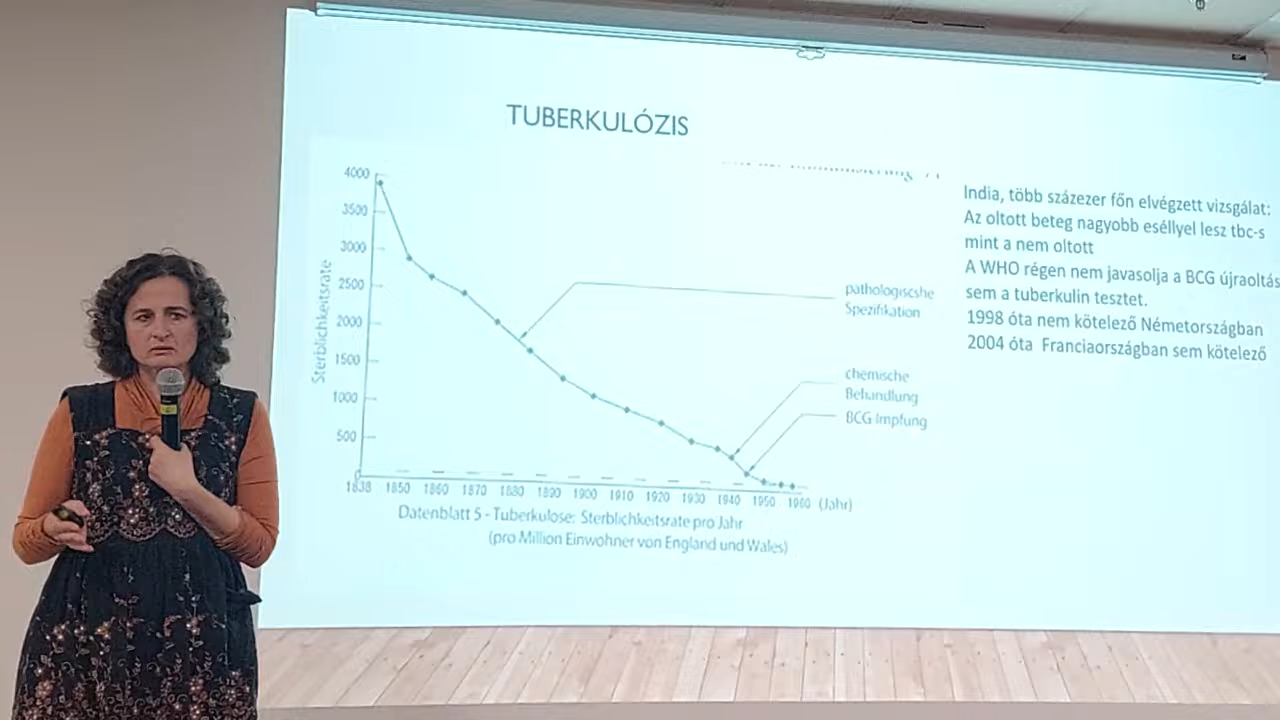 TUBERKULÓZIS
4000
3500
3000
2500
2000
1500
1000
500
0
Sterblichkeitsrate
pathologiscshe
Spezifikation
chemische
Behandlung
BCG Impfung
1838 1850 1860 1870 1880 1890 1900 1910 1920 1930 1940 1950 1960 (Jahr)
Datenblatt 5 - Tuberkulose: Sterblichkeitsrate pro Jahr
(pro Million Einwohner von England und Wales)
India, több százezer főn elvégzett vizsgálat:
Az oltott beteg nagyobb eséllyel lesz tbc-s
mint a nem oltott
A WHO régen nem javasolja a BCG újraoltás
sem a tuberkulin tesztet.
1998 óta nem kötelező Németországban
2004 óta Franciaországban sem kötelező